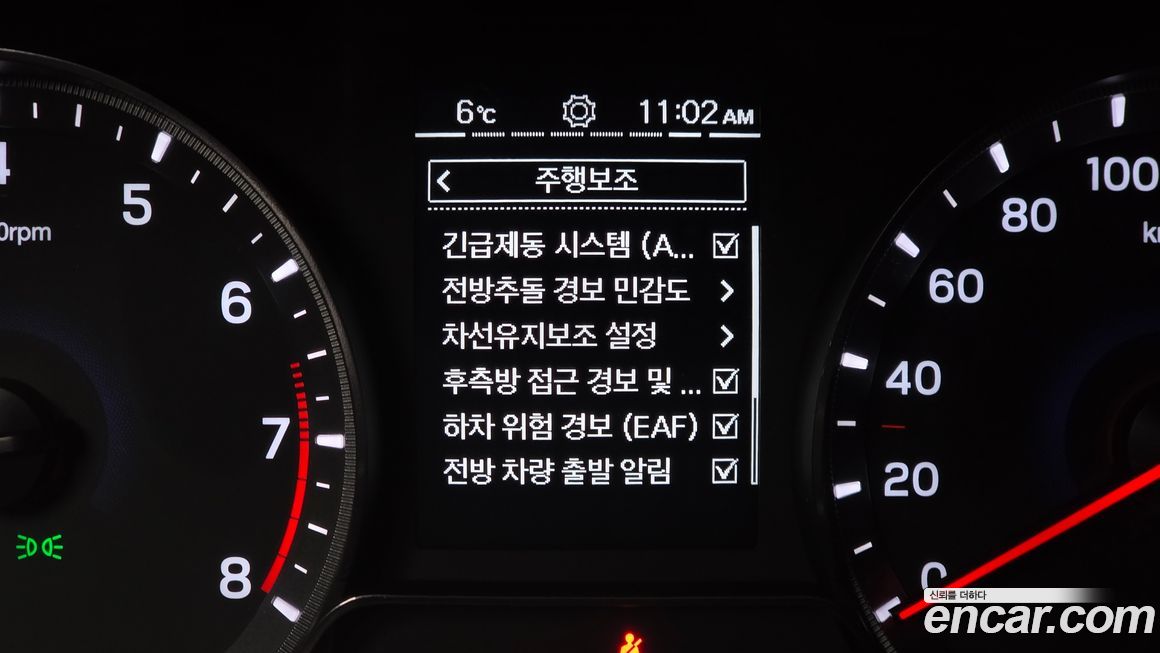 6°C 11:02 AM
주행보조
긴급제동 시스템 (A...
전방추돌 경보 민감도
차선유지보조 설정
후측방 접근 경보 및 ...
하차 위험 경보 (EAF)
전방 차량 출발 알림
4
5
6
7
8
0rpm
100
80
60
40
20
0
km
신뢰를 더하다
encar.com